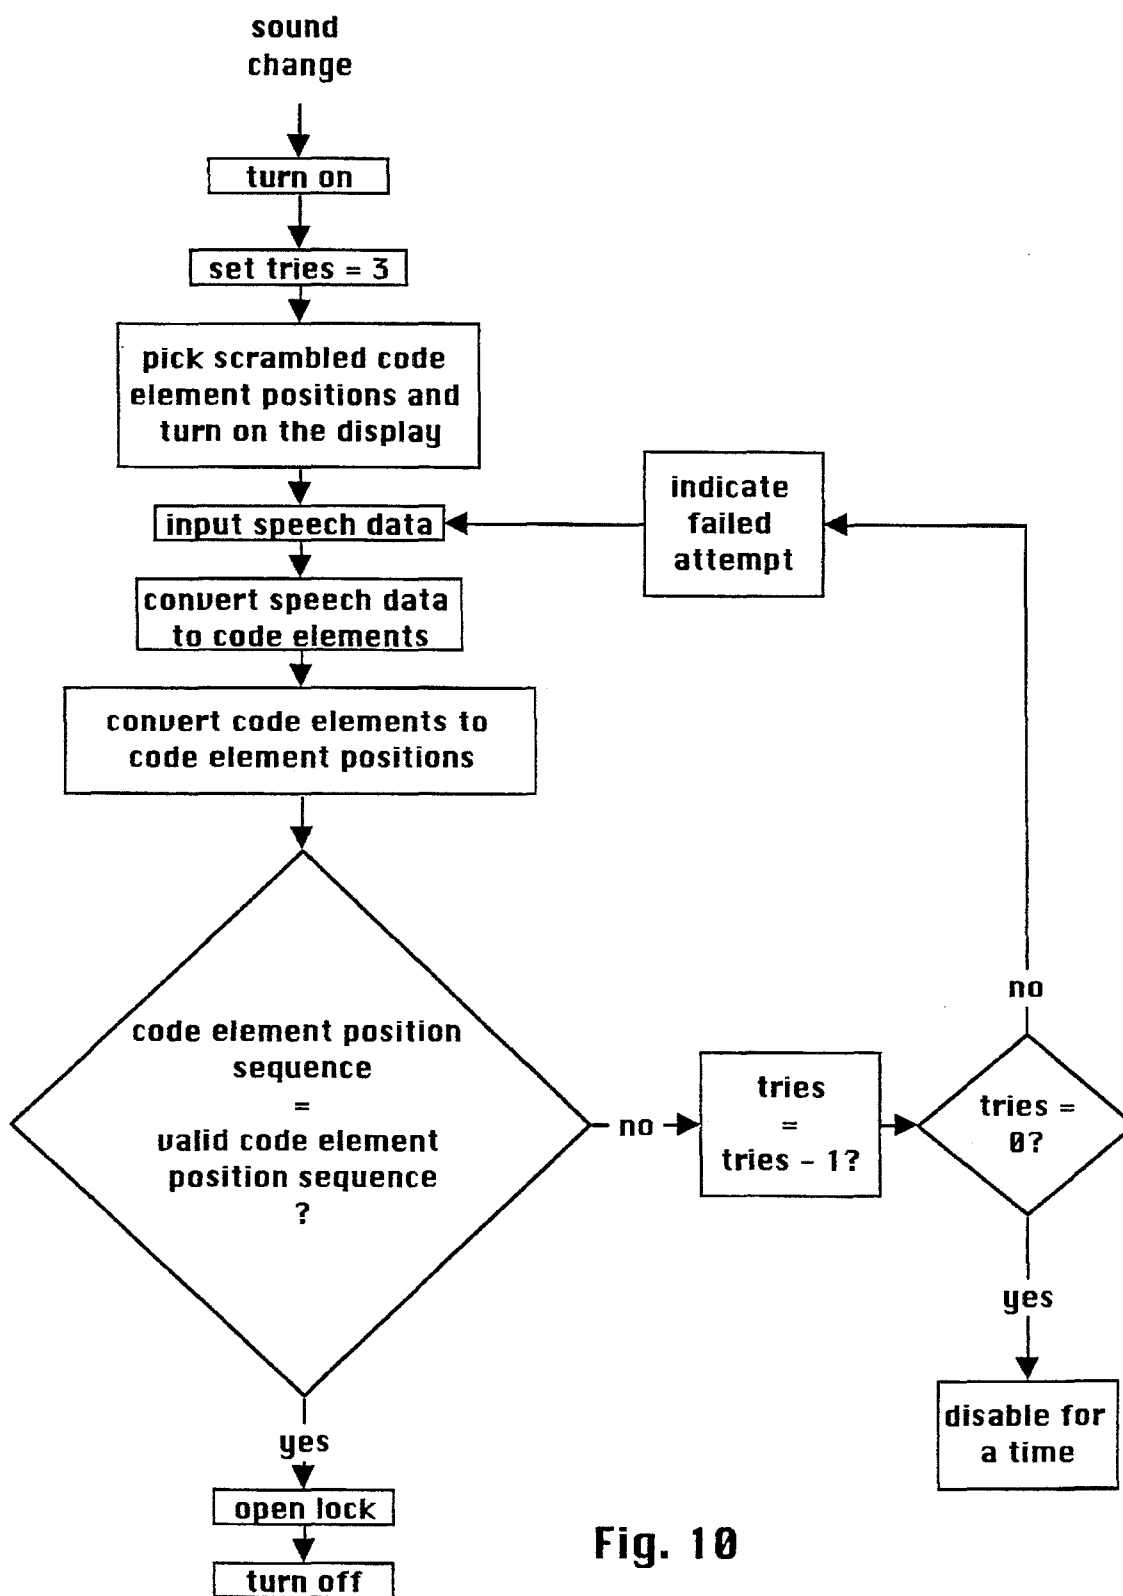 sound
change
turn on
set tries = 3
pick scrambled code
element positions and
turn on the display
input speech data
indicate
failed
attempt
convert speech data
to code elements
convert code elements to
code element positions
code element position
sequence
=
valid code element
position sequence
?
no
tries
=
tries - 1?
tries =
0?
no
yes
disable for
a time
yes
open lock
turn off
Fig. 10